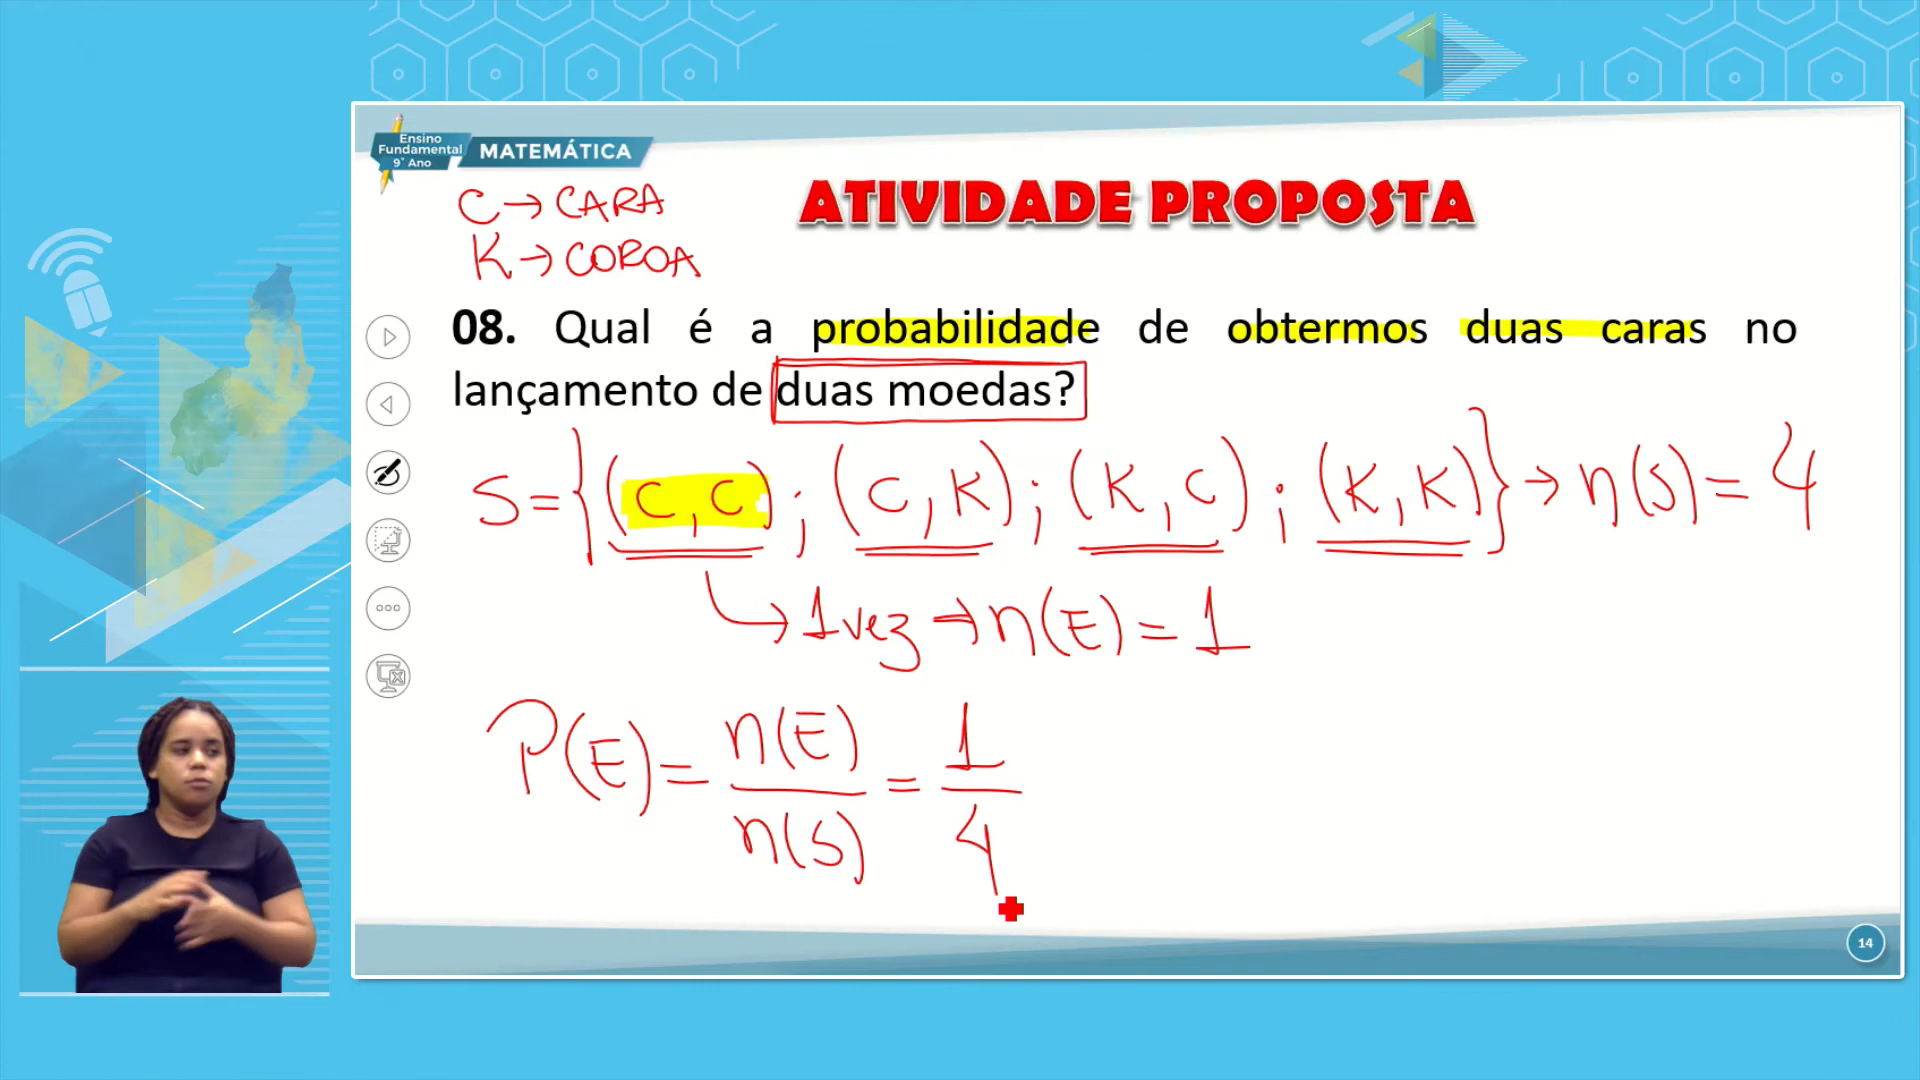 Ensino
Fundamental
9° Ano
MATEMÁTICA
ATIVIDADE PROPOSTA
C → CARA
K → COROA
08. Qual é a probabilidade de obtermos duas caras no
lançamento de duas moedas?
S = {(C, C) ; (C, K) ; (K, C) ; (K, K)} → n(S) = 4
→ 1 vez → n(E) = 1
P(E) = n(E)/n(S) = 1/4
14